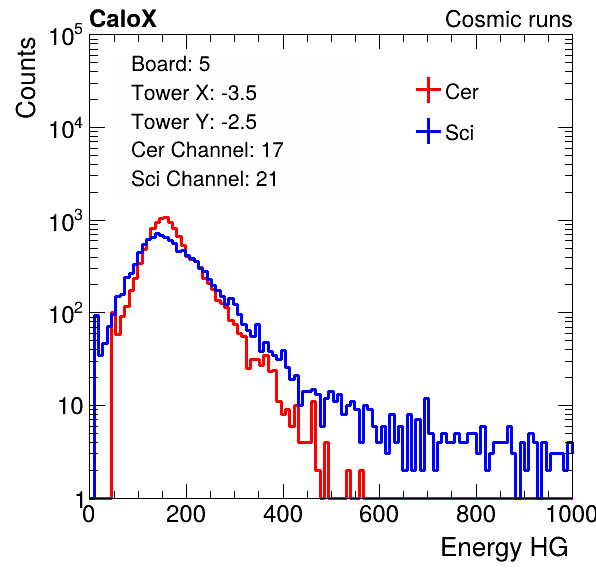 CaloX Cosmic runs
Counts
10^5
10^4
10^3
10^2
10
1
Board: 5
Tower X: -3.5
Tower Y: -2.5
Cer Channel: 17
Sci Channel: 21
Cer
Sci
0 200 400 600 800 1000
Energy HG